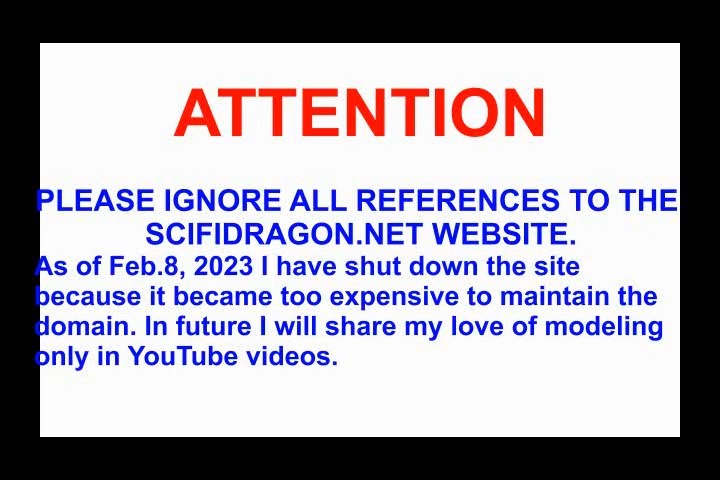 ATTENTION
PLEASE IGNORE ALL REFERENCES TO THE
SCIFIDRAGON.NET WEBSITE.
As of Feb.8, 2023 I have shut down the site
because it became too expensive to maintain the
domain. In future I will share my love of modeling
only in YouTube videos.